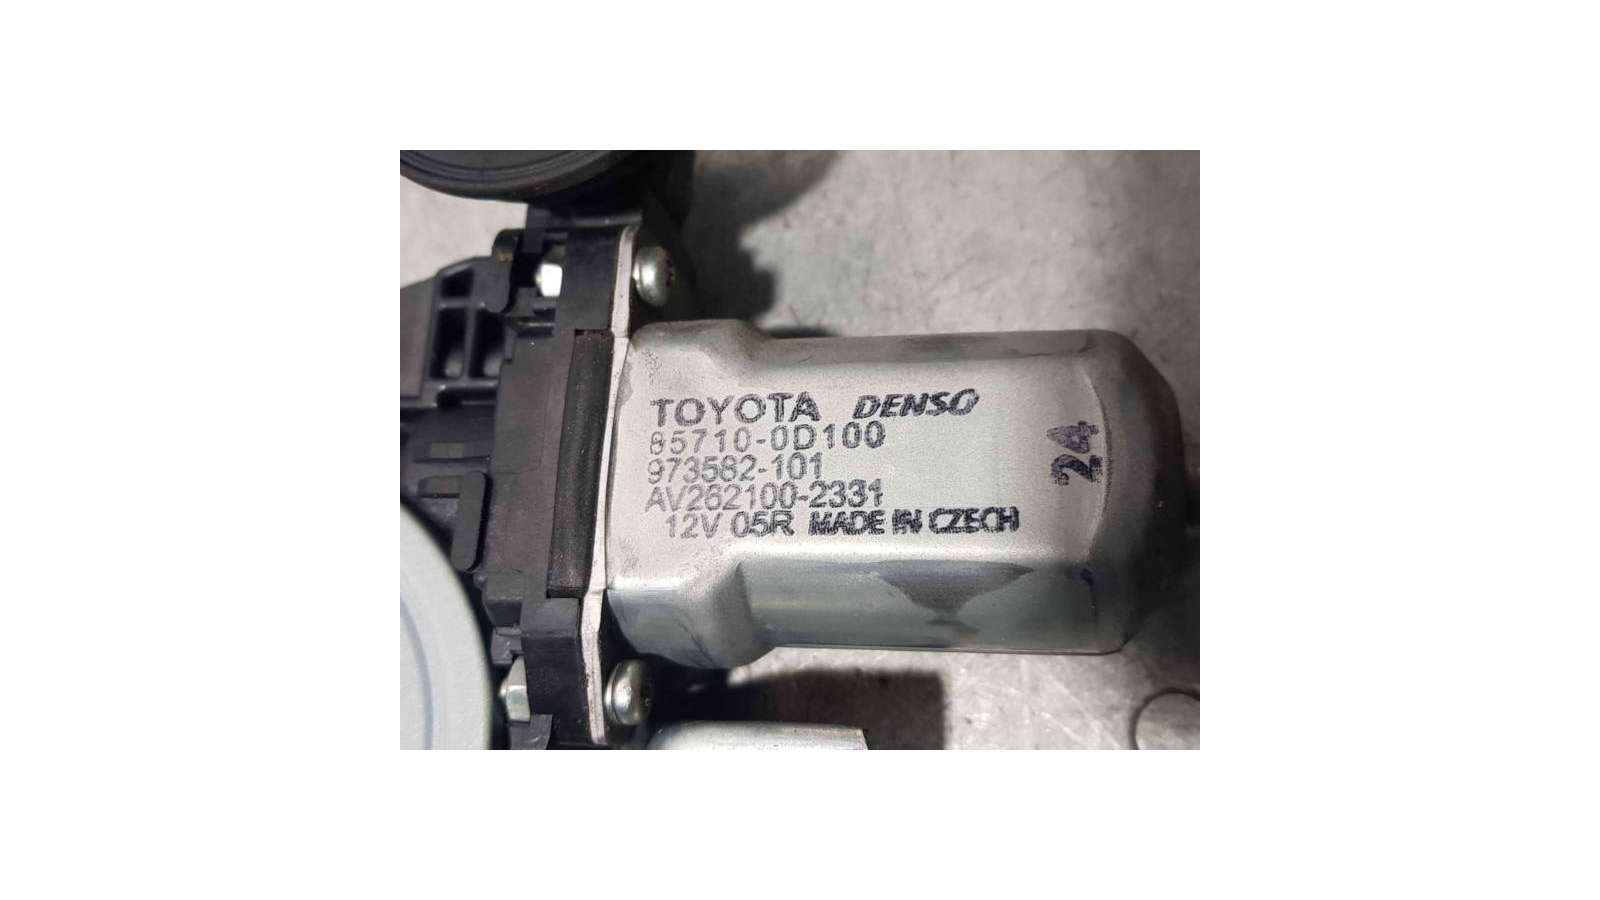 TOYOTA DENSO
85710-0D100
973582-101
AV262100-2331
12V 05R MADE IN CZECH
24